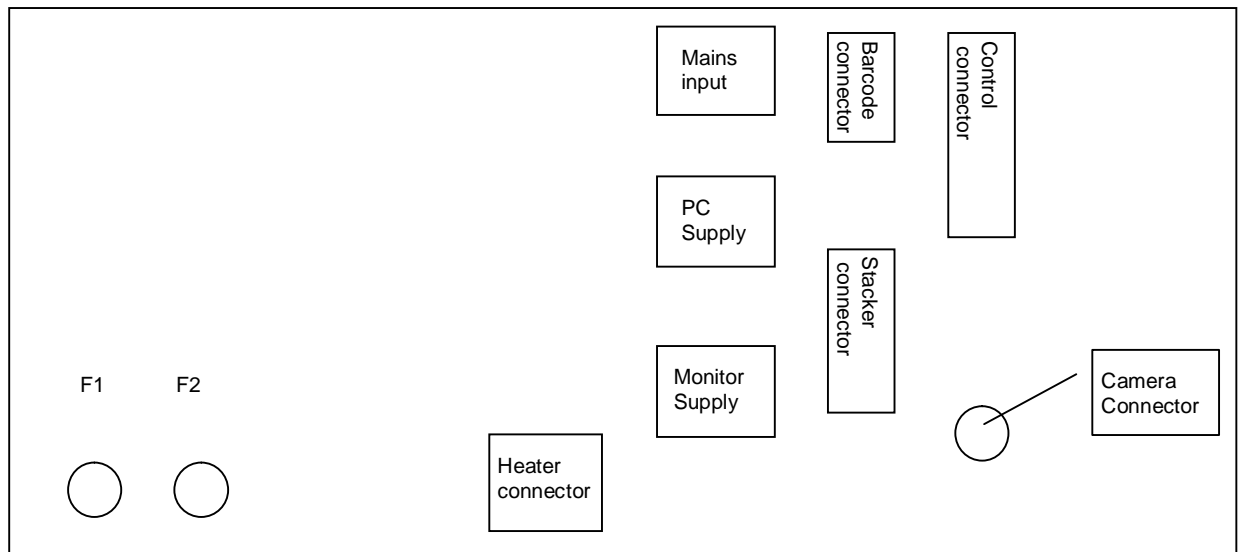 Mains
input
Barcode
connector
Control
connector
PC
Supply
Stacker
connector
Monitor
Supply
Camera
Connector
F1
F2
Heater
connector